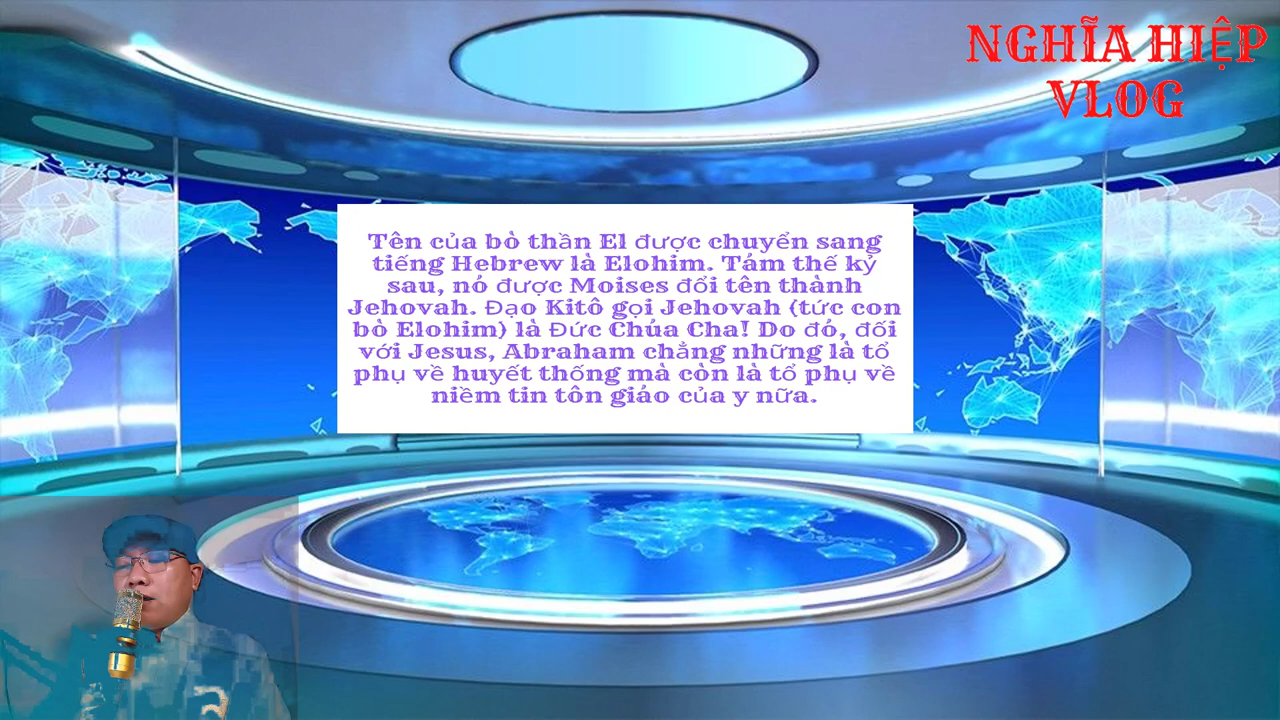 NGHĨA HIỆP
VLOG
Tên của bò thần El được chuyển sang
tiếng Hebrew là Elohim. Tám thế kỷ
sau, nó được Moises đổi tên thành
Jehovah. Đạo Kitô gọi Jehovah (tức con
bò Elohim) là Đức Chúa Cha! Do đó, đối
với Jesus, Abraham chẳng những là tổ
phụ về huyết thống mà còn là tổ phụ về
niềm tin tôn giáo của y nữa.